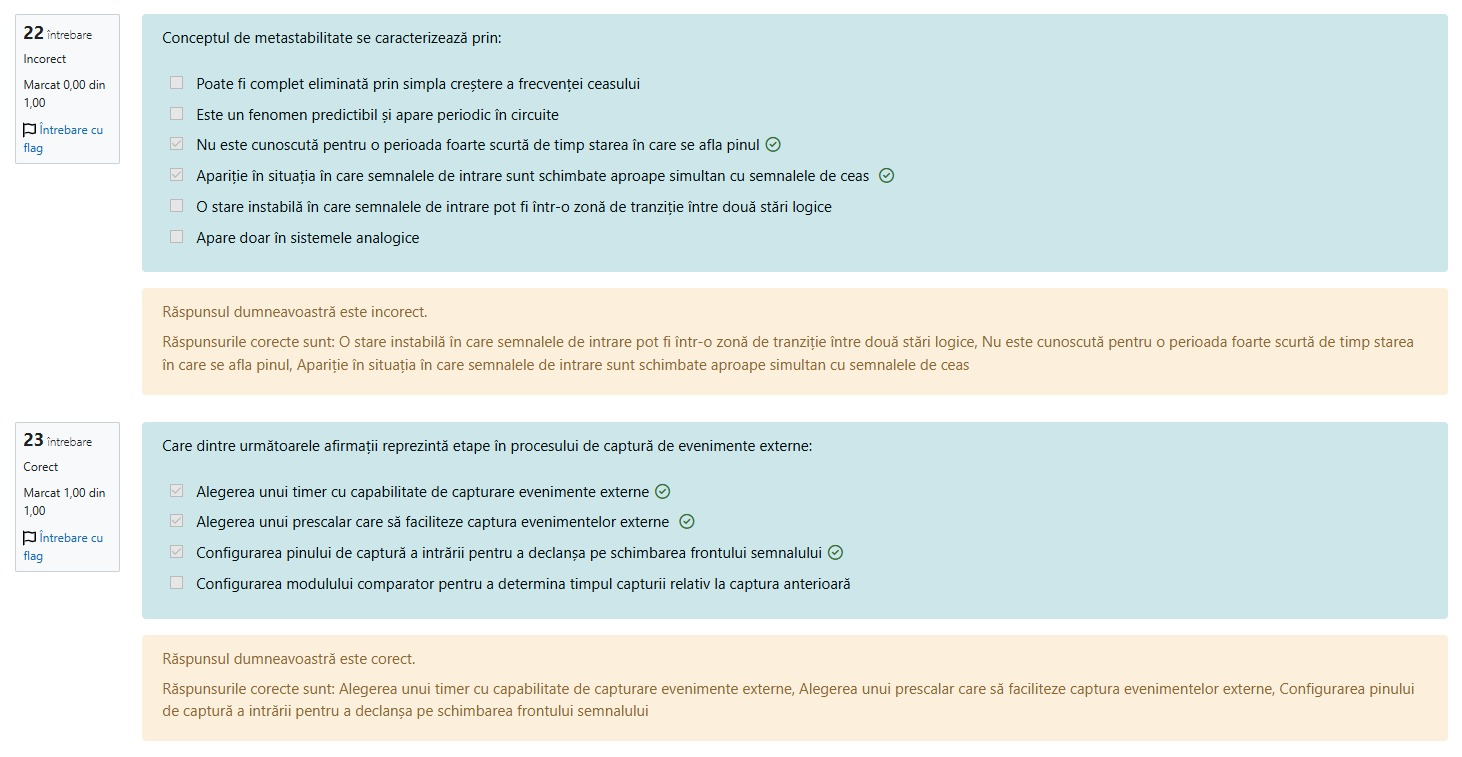 22 întrebare
Incorect
Marcat 0,00 din
1,00
Întrebare cu
flag
Conceptul de metastabilitate se caracterizează prin:
Poate fi complet eliminată prin simpla creștere a frecvenței ceasului
Este un fenomen predictibil și apare periodic în circuite
Nu este cunoscută pentru o perioada foarte scurtă de timp starea în care se afla pinul
Apariție în situația în care semnalele de intrare sunt schimbate aproape simultan cu semnalele de ceas
O stare instabilă în care semnalele de intrare pot fi într-o zonă de tranziție între două stări logice
Apare doar în sistemele analogice
Răspunsul dumneavoastră este incorect.
Răspunsurile corecte sunt: O stare instabilă în care semnalele de intrare pot fi într-o zonă de tranziție între două stări logice, Nu este cunoscută pentru o perioada foarte scurtă de timp starea
în care se afla pinul, Apariție în situația în care semnalele de intrare sunt schimbate aproape simultan cu semnalele de ceas
23 întrebare
Corect
Marcat 1,00 din
1,00
Întrebare cu
flag
Care dintre următoarele afirmații reprezintă etape în procesului de captură de evenimente externe:
Alegerea unui timer cu capabilitate de capturare evenimente externe
Alegerea unui prescalar care să faciliteze captura evenimentelor externe
Configurarea pinului de captură a intrării pentru a declanșa pe schimbarea frontului semnalului
Configurarea modulului comparator pentru a determina timpul capturii relativ la captura anterioară
Răspunsul dumneavoastră este corect.
Răspunsurile corecte sunt: Alegerea unui timer cu capabilitate de capturare evenimente externe, Alegerea unui prescalar care să faciliteze captura evenimentelor externe, Configurarea pinului
de captură a intrării pentru a declanșa pe schimbarea frontului semnalului